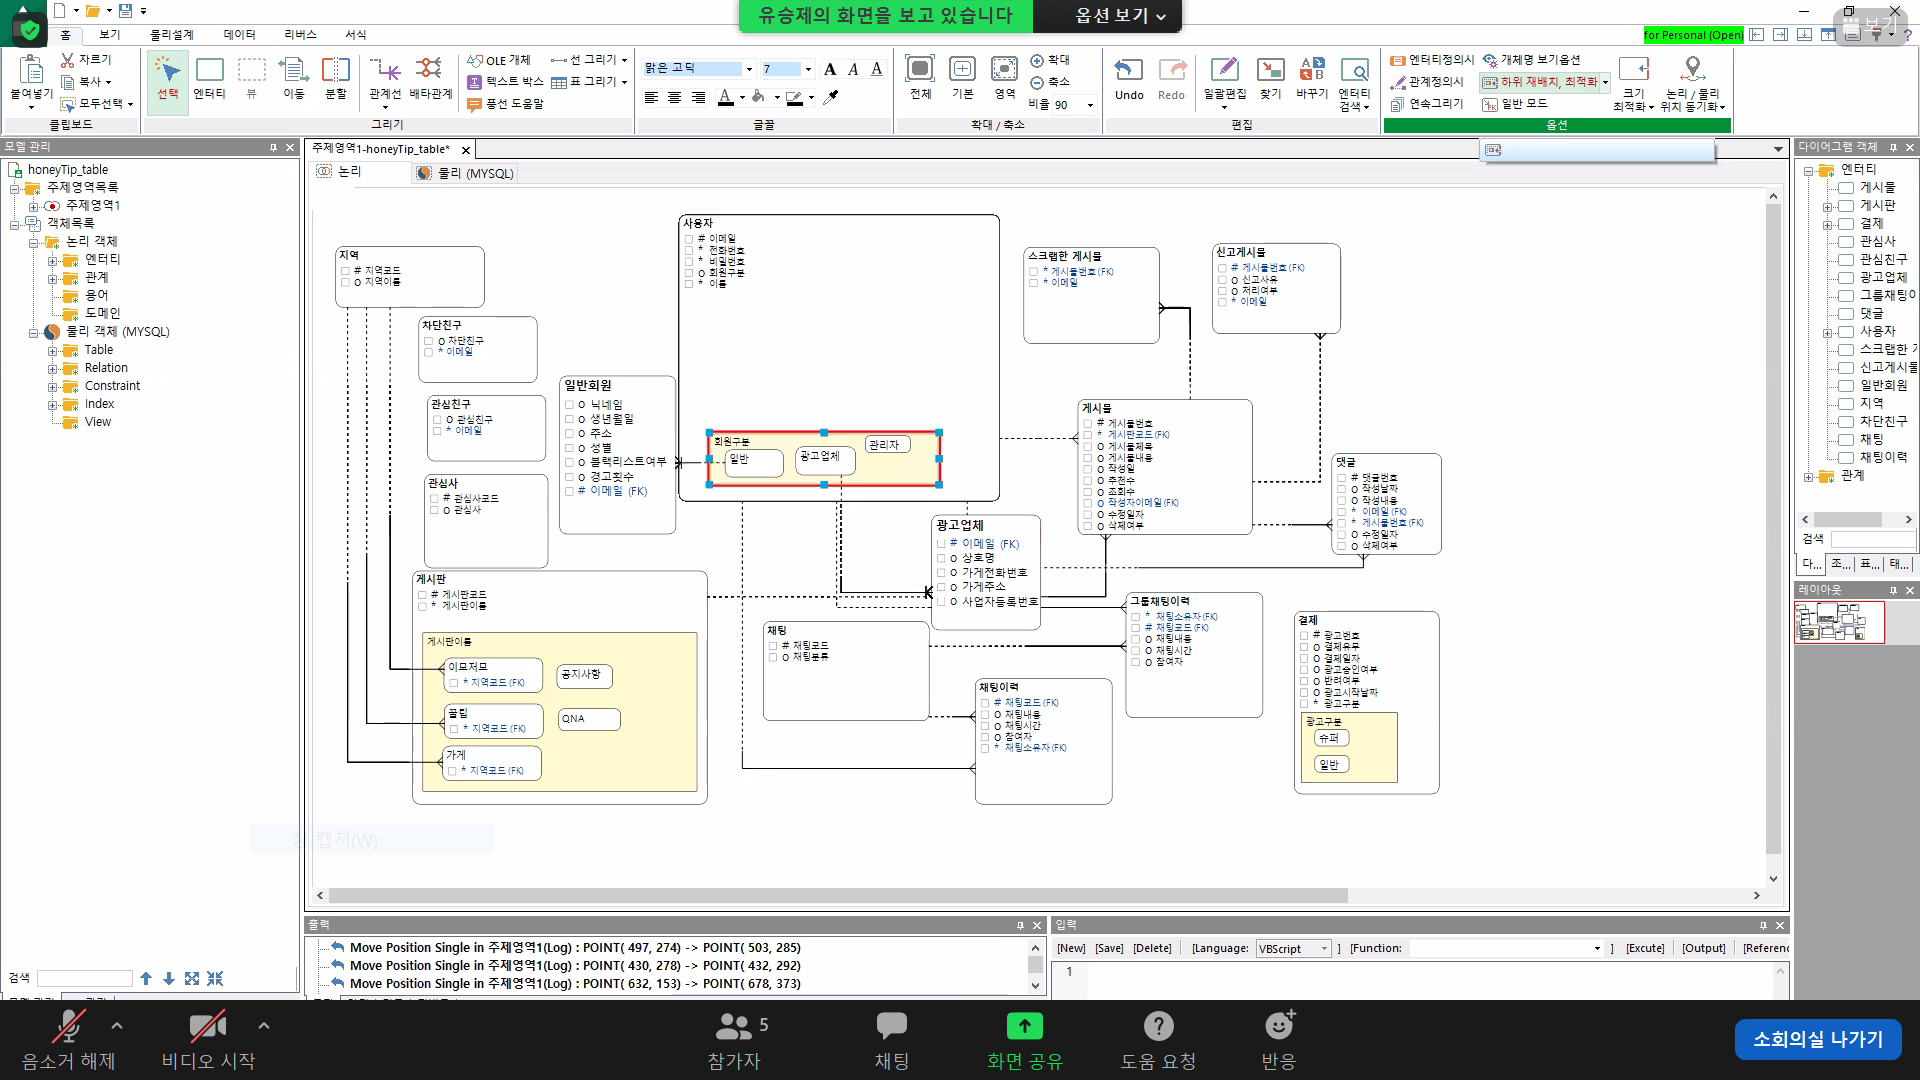 유승제의 화면을 보고 있습니다
옵션 보기
보기
for Personal (Open)
홈 보기 물리설계 데이터 리버스 서식
붙여넣기
자르기
복사
모두선택
클립보드
선택
엔터티
뷰
이동
분할
관계선
배타관계
OLE 개체
텍스트 박스
풍선 도움말
선 그리기
표 그리기
그리기
맑은 고딕
7
글꼴
전체
기본
영역
확대
축소
비율 90
확대 / 축소
Undo
Redo
일괄편집
찾기
바꾸기
엔터티 검색
편집
엔터티정의시
관계정의시
연속그리기
개체명 보기옵션
하위 재배치, 최적화
일반 모드
크기 최적화
논리 / 물리 위치 동기화
옵션
모델 관리
honeyTip_table
주제영역목록
주제영역1
객체목록
논리 객체
엔터티
관계
용어
도메인
물리 객체 (MYSQL)
Table
Relation
Constraint
Index
View
검색
주제영역1-honeyTip_table*
논리
물리 (MYSQL)
지역
# 지역코드
o 지역이름
차단친구
o 차단친구
* 이메일
관심친구
o 관심친구
* 이메일
관심사
# 관심사코드
o 관심사
일반회원
o 닉네임
o 생년월일
o 주소
o 성별
o 블랙리스트여부
o 경고횟수
# 이메일 (FK)
사용자
# 이메일
* 전화번호
* 비밀번호
o 회원구분
* 이름
회원구분
일반
광고업체
관리자
스크랩한 게시물
* 게시물번호(FK)
* 이메일
신고게시물
# 게시물번호(FK)
o 신고사유
o 처리여부
* 이메일
게시물
# 게시물번호
* 게시판코드(FK)
o 게시물제목
o 게시물내용
o 작성일
o 추천수
o 조회수
o 작성자이메일(FK)
o 수정일자
o 삭제여부
댓글
# 댓글번호
o 작성날짜
o 작성내용
* 이메일(FK)
* 게시물번호(FK)
o 수정일자
o 삭제여부
광고업체
# 이메일 (FK)
o 상호명
o 가게전화번호
o 가게주소
o 사업자등록번호
게시판
# 게시판코드
* 게시판이름
게시판이름
이모저모
* 지역코드(FK)
공지사항
꿀팁
* 지역코드(FK)
QNA
가게
* 지역코드(FK)
채팅
# 채팅코드
o 채팅분류
그룹채팅이력
* 채팅소유자(FK)
# 채팅코드(FK)
o 채팅내용
o 채팅시간
o 참여자
채팅이력
# 채팅코드(FK)
o 채팅내용
o 채팅시간
o 참여자
* 채팅소유자(FK)
결제
# 광고번호
o 결제유무
o 결제일자
o 광고승인여부
o 반려여부
o 광고시작날짜
* 광고구분
광고구분
슈퍼
일반
창 캡처(W)
다이어그램 객체
엔터티
게시물
게시판
결제
관심사
관심친구
광고업체
그룹채팅이
댓글
사용자
스크랩한
신고게시물
일반회원
지역
차단친구
채팅
채팅이력
관계
검색
다... 조... 표... 태...
레이아웃
출력
Move Position Single in 주제영역1(Log) : POINT( 497, 274) -> POINT( 503, 285)
Move Position Single in 주제영역1(Log) : POINT( 430, 278) -> POINT( 432, 292)
Move Position Single in 주제영역1(Log) : POINT( 632, 153) -> POINT( 678, 373)
입력
[New] [Save] [Delete] [Language: VBScript ] [Function: ] [Excute] [Output] [Referenc
1
음소거 해제
비디오 시작
5
참가자
채팅
화면 공유
도움 요청
반응
소회의실 나가기